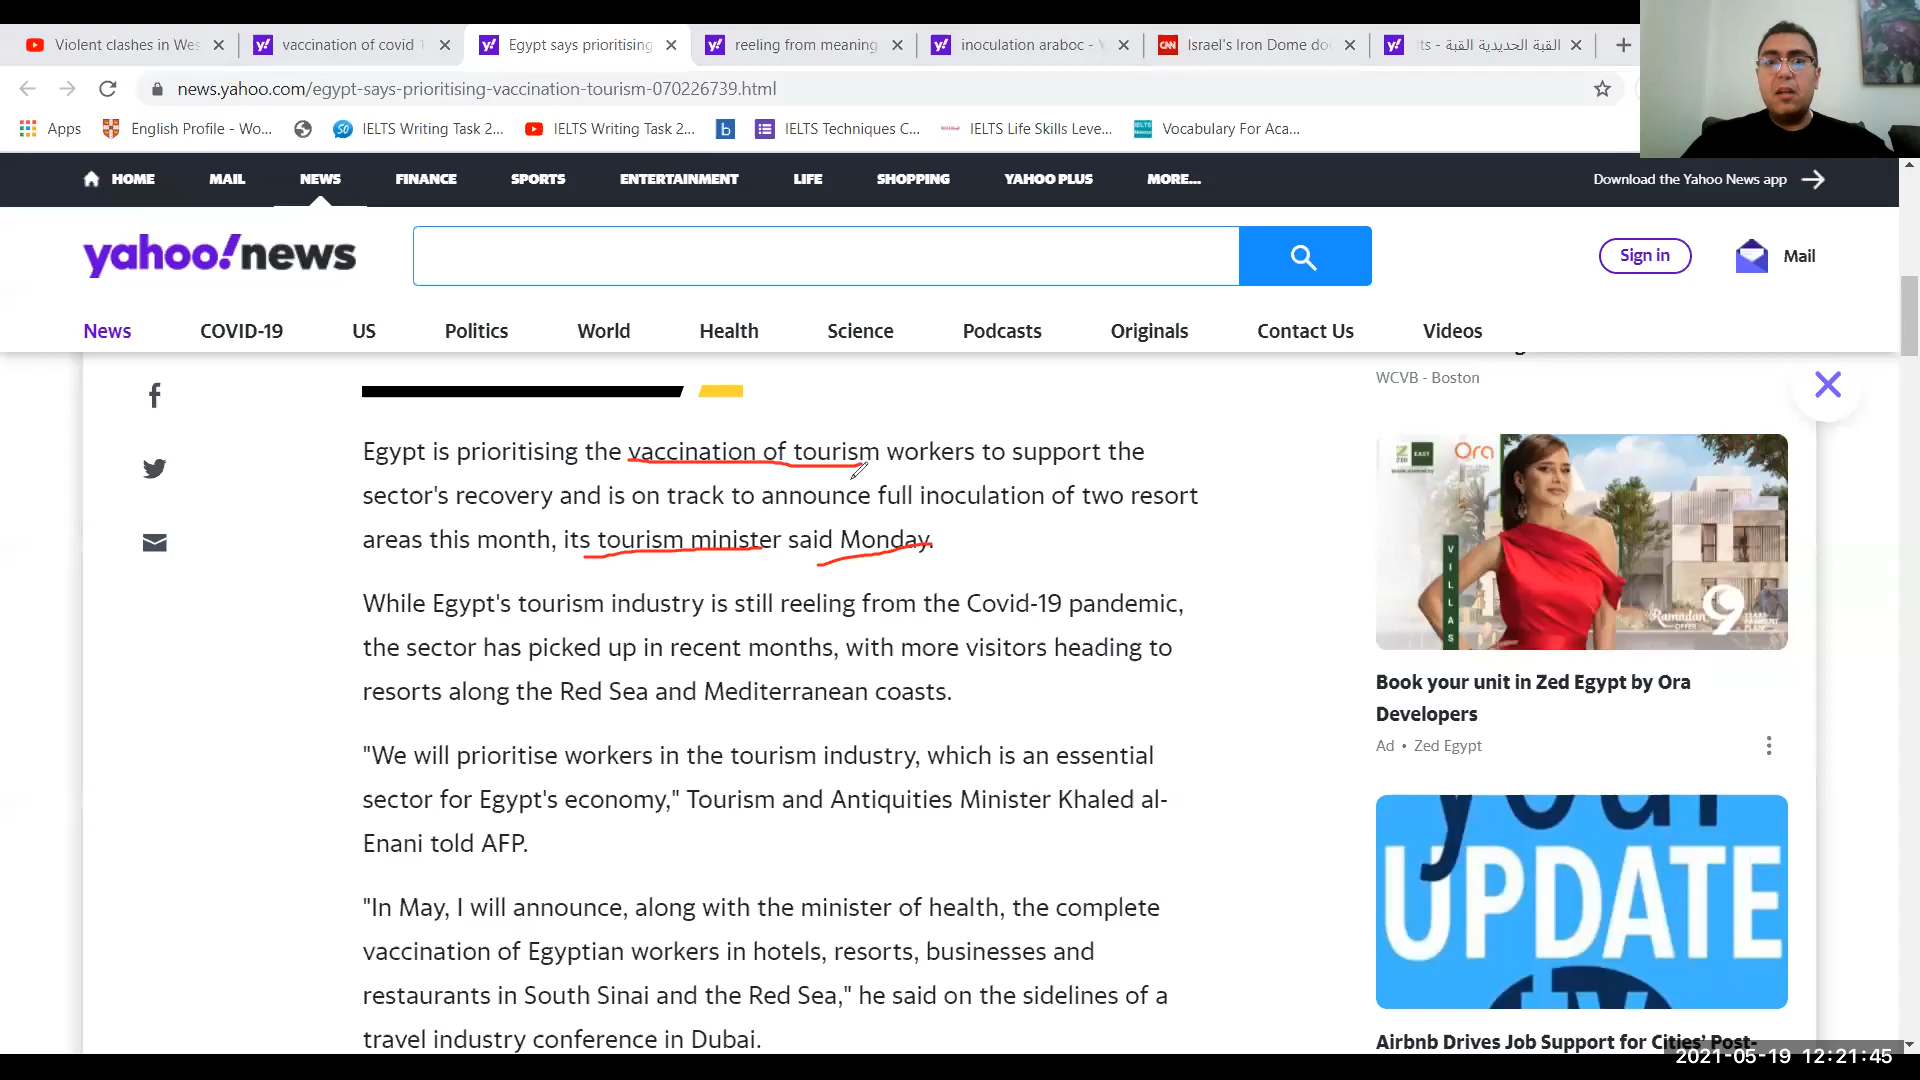 Violent clashes in Wes
vaccination of covid 1
Egypt says prioritising
reeling from meaning
inoculation araboc - Y
Israel's Iron Dome do
القبة الحديدية القبة - its
news.yahoo.com/egypt-says-prioritising-vaccination-tourism-070226739.html
Apps
English Profile - Wo...
IELTS Writing Task 2...
IELTS Writing Task 2...
IELTS Techniques C...
IELTS Life Skills Leve...
Vocabulary For Aca...
HOME
MAIL
NEWS
FINANCE
SPORTS
ENTERTAINMENT
LIFE
SHOPPING
YAHOO PLUS
MORE...
Download the Yahoo News app
yahoo!news
Sign in
Mail
News
COVID-19
US
Politics
World
Health
Science
Podcasts
Originals
Contact Us
Videos
Egypt is prioritising the vaccination of tourism workers to support the
sector's recovery and is on track to announce full inoculation of two resort
areas this month, its tourism minister said Monday.
While Egypt's tourism industry is still reeling from the Covid-19 pandemic,
the sector has picked up in recent months, with more visitors heading to
resorts along the Red Sea and Mediterranean coasts.
"We will prioritise workers in the tourism industry, which is an essential
sector for Egypt's economy," Tourism and Antiquities Minister Khaled al-
Enani told AFP.
"In May, I will announce, along with the minister of health, the complete
vaccination of Egyptian workers in hotels, resorts, businesses and
restaurants in South Sinai and the Red Sea," he said on the sidelines of a
travel industry conference in Dubai.
WCVB - Boston
ZED EAST
Ora
VILLAS
Ramadan
OFFER
9
YEARS
Book your unit in Zed Egypt by Ora
Developers
Ad • Zed Egypt
your
UPDATE
Airbnb Drives Job Support for Cities' Post-
2021-05-19 12:21:45